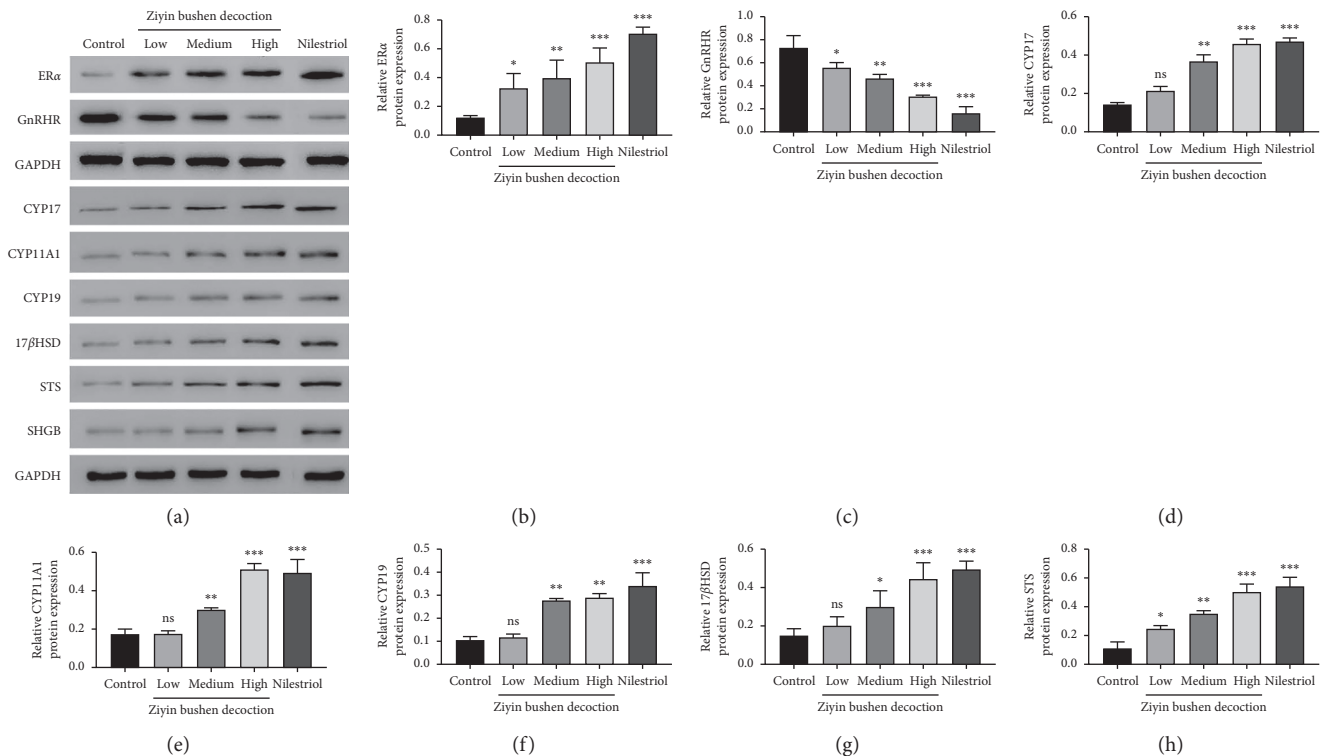 Ziyin bushen decoction
Control Low Medium High Nilestriol
ERα
GnRHR
GAPDH
CYP17
CYP11A1
CYP19
17βHSD
STS
SHGB
GAPDH
(a)
Relative ERα
protein expression
0.8
0.6
0.4
0.2
0.0
* ** *** ***
Control Low Medium High Nilestriol
Ziyin bushen decoction
(b)
Relative GnRHR
protein expression
1.0
0.8
0.6
0.4
0.2
0.0
* ** *** ***
Control Low Medium High Nilestriol
Ziyin bushen decoction
(c)
Relative CYP17
protein expression
0.6
0.4
0.2
0.0
ns ** *** ***
Control Low Medium High Nilestriol
Ziyin bushen decoction
(d)
Relative CYP11A1
protein expression
0.6
0.4
0.2
0.0
ns ** *** ***
Control Low Medium High Nilestriol
Ziyin bushen decoction
(e)
Relative CYP19
protein expression
0.5
0.4
0.3
0.2
0.1
0.0
ns ** ** ***
Control Low Medium High Nilestriol
Ziyin bushen decoction
(f)
Relative 17βHSD
protein expression
0.6
0.4
0.2
0.0
ns * *** ***
Control Low Medium High Nilestriol
Ziyin bushen decoction
(g)
Relative STS
protein expression
0.8
0.6
0.4
0.2
0.0
* ** *** ***
Control Low Medium High Nilestriol
Ziyin bushen decoction
(h)